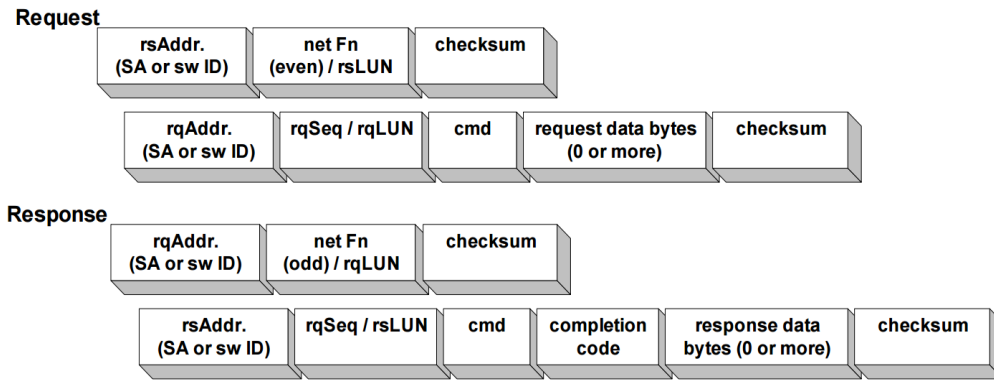 Request
rsAddr.
(SA or sw ID)
net Fn
(even) / rsLUN
checksum
rqAddr.
(SA or sw ID)
rqSeq / rqLUN
cmd
request data bytes
(0 or more)
checksum
Response
rqAddr.
(SA or sw ID)
net Fn
(odd) / rqLUN
checksum
rsAddr.
(SA or sw ID)
rqSeq / rsLUN
cmd
completion
code
response data
bytes (0 or more)
checksum